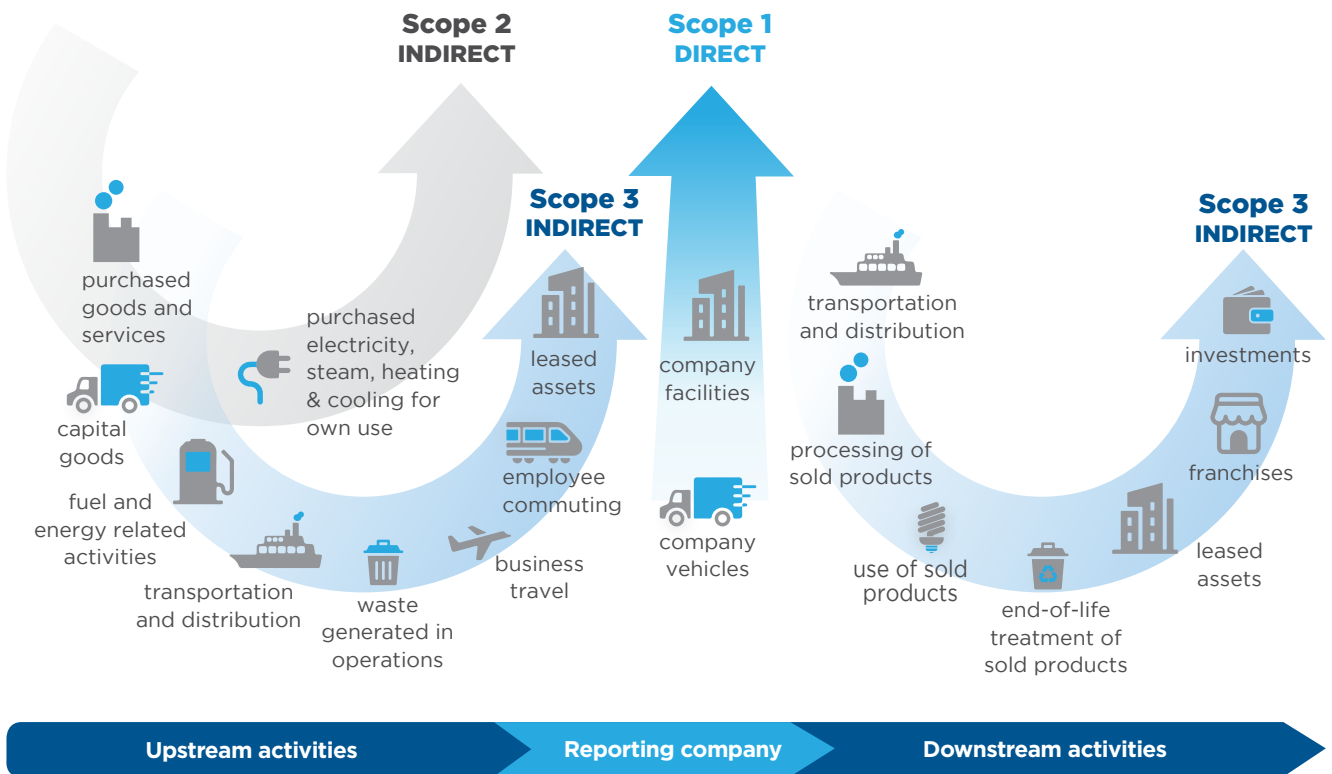 Scope 2
INDIRECT
Scope 1
DIRECT
Scope 3
INDIRECT
Scope 3
INDIRECT
purchased
goods and
services
capital
goods
fuel and
energy related
activities
purchased
electricity,
steam, heating
& cooling for
own use
transportation
and distribution
waste
generated in
operations
business
travel
employee
commuting
leased
assets
company
facilities
company
vehicles
transportation
and distribution
processing of
sold products
use of sold
products
end-of-life
treatment of
sold products
leased
assets
franchises
investments
Upstream activities
Reporting company
Downstream activities